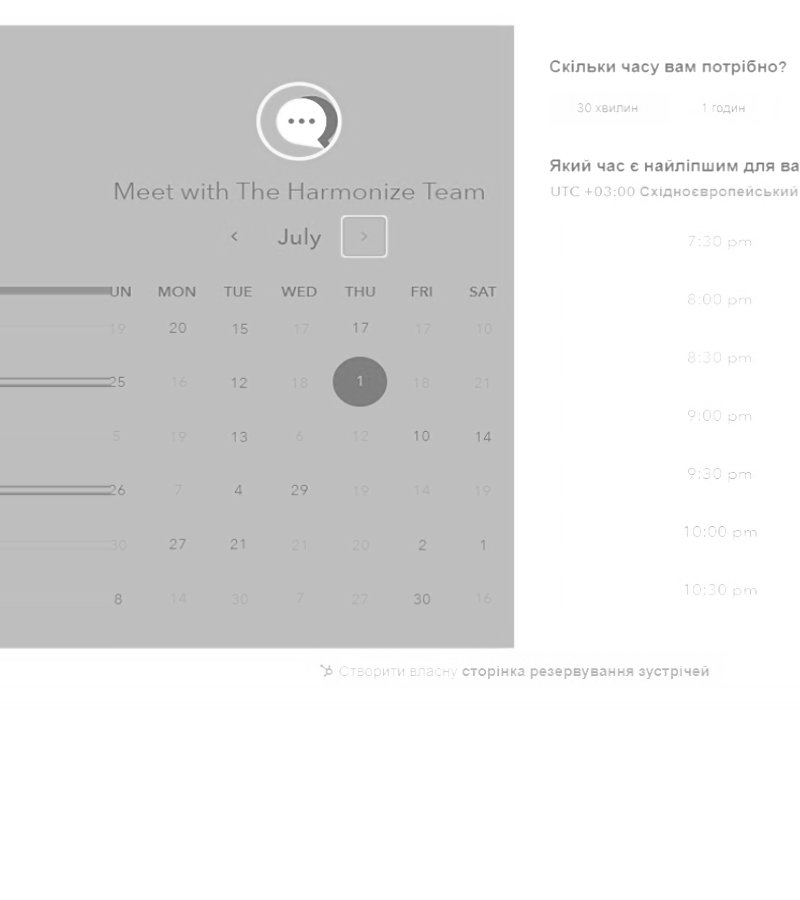 Meet with The Harmonize Team
July
UN MON TUE WED THU FRI SAT
19 20 15 17 17 17 10
25 16 12 18 1 18 21
5 19 13 6 12 10 14
26 7 4 29 19 14 19
30 27 21 21 20 2 1
8 14 30 7 27 30 16
Скільки часу вам потрібно?
30 хвилин 1 годин
Який час є найліпшим для ва
UTC +03:00 Східноєвропейський
7:30 pm
8:00 pm
8:30 pm
9:00 pm
9:30 pm
10:00 pm
10:30 pm
Створити власну сторінка резервування зустрічей